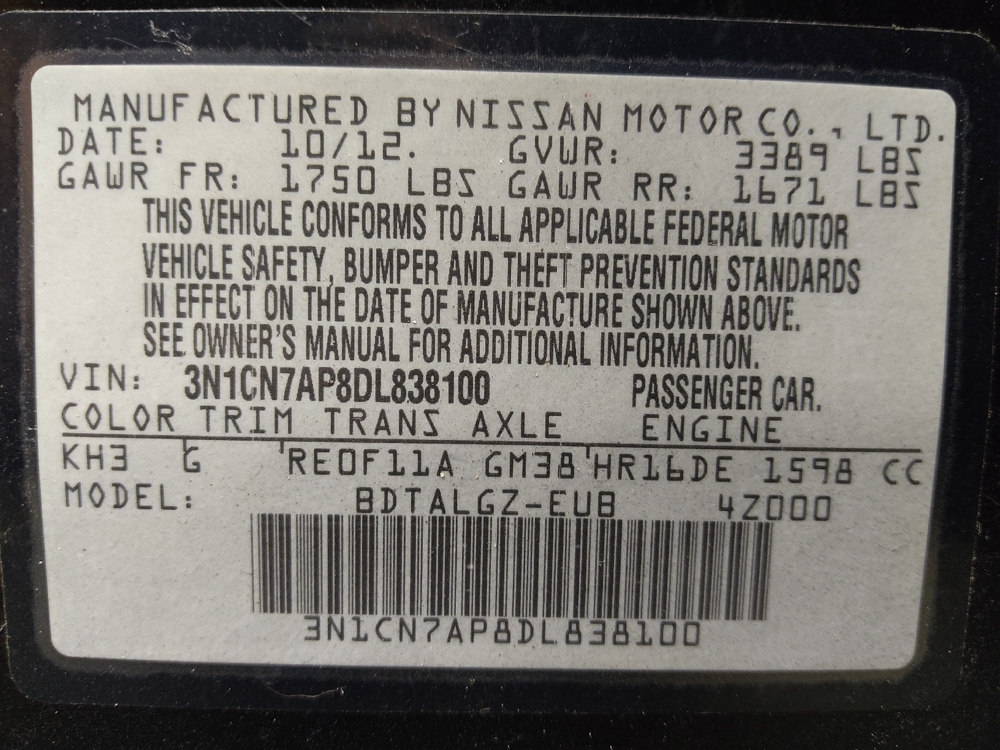 MANUFACTURED BY NISSAN MOTOR CO., LTD.
DATE: 10/12. GVWR: 3389 LBS
GAWR FR: 1750 LBS GAWR RR: 1671 LBS
THIS VEHICLE CONFORMS TO ALL APPLICABLE FEDERAL MOTOR
VEHICLE SAFETY, BUMPER AND THEFT PREVENTION STANDARDS
IN EFFECT ON THE DATE OF MANUFACTURE SHOWN ABOVE.
SEE OWNER'S MANUAL FOR ADDITIONAL INFORMATION.
VIN: 3N1CN7AP8DL838100 PASSENGER CAR.
COLOR TRIM TRANS AXLE ENGINE
KH3 G RE0F11A GM38 HR16DE 1598 CC
MODEL: BDTALGZ-EUB 4Z000
3N1CN7AP8DL838100